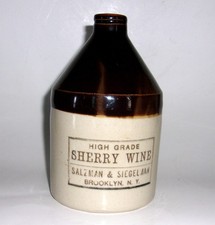 HIGH GRADE
SHERRY WINE
SALZMAN & SIEGELMAN
BROOKLYN, N. Y.